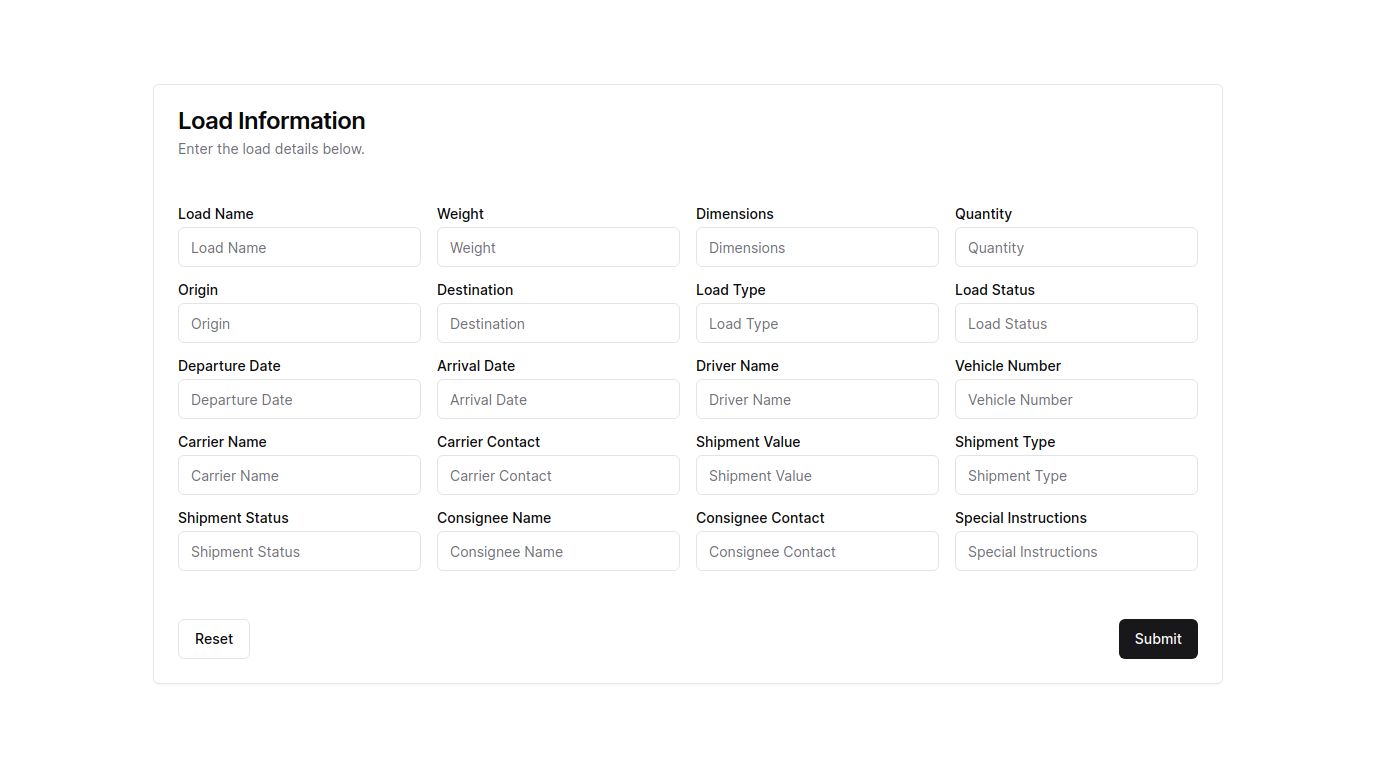 Load Information
Enter the load details below.
Load Name Weight Dimensions Quantity
Load Name Weight Dimensions Quantity
Origin Destination Load Type Load Status
Origin Destination Load Type Load Status
Departure Date Arrival Date Driver Name Vehicle Number
Departure Date Arrival Date Driver Name Vehicle Number
Carrier Name Carrier Contact Shipment Value Shipment Type
Carrier Name Carrier Contact Shipment Value Shipment Type
Shipment Status Consignee Name Consignee Contact Special Instructions
Shipment Status Consignee Name Consignee Contact Special Instructions
Reset Submit